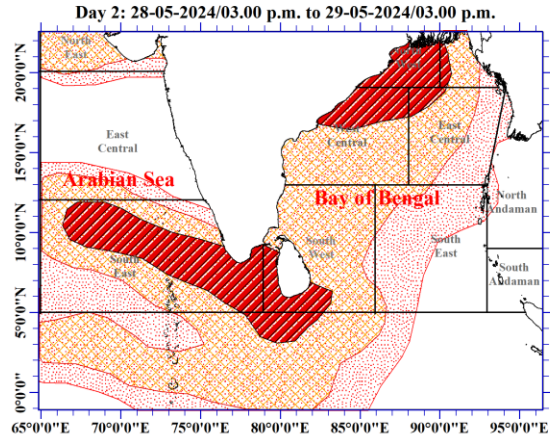 Day 2: 28-05-2024/03.00 p.m. to 29-05-2024/03.00 p.m.
North
East
West
20°0'0"N
East
Central
Central
East
Central
15°0'0"N
Arabian Sea
Bay of Bengal
North
Andaman
10°0'0"N
South
East
South
West
South
East
South
Andaman
5°0'0"N
0°0'0"
65°0'0"E 70°0'0"E 75°0'0"E 80°0'0"E 85°0'0"E 90°0'0"E 95°0'0"E